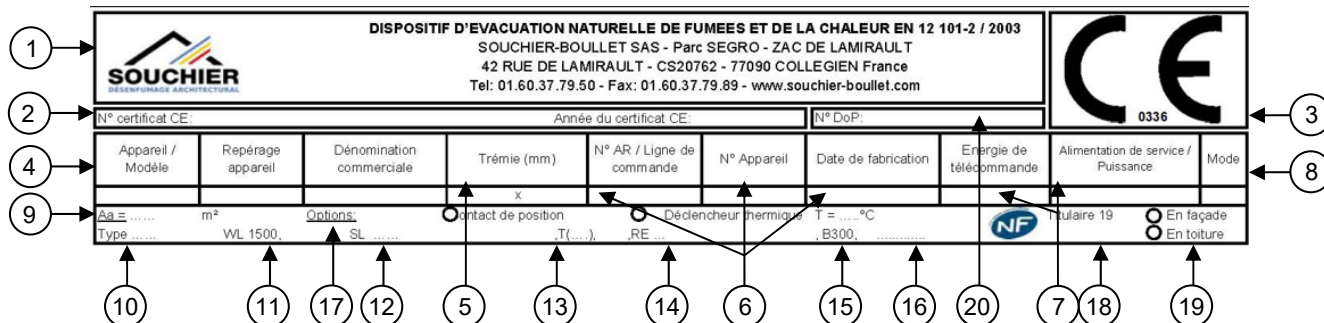 DISPOSITIF D'EVACUATION NATURELLE DE FUMEES ET DE LA CHALEUR EN 12 101-2 / 2003
SOUCHIER-BOULLET SAS - Parc SEGRO - ZAC DE LAMIRAULT
42 RUE DE LAMIRAULT - CS20762 - 77090 COLLEGIEN France
Tel: 01.60.37.79.50 - Fax: 01.60.37.79.89 - www.souchier-boullet.com
SOUCHIER
DESENFUMAGE ARCHITECTURAL
CE
0336
1
2
3
N° certificat CE: Année du certificat CE: N° DoP:
4
Appareil / Modèle Repérage appareil Dénomination commerciale Trémie (mm) N° AR / Ligne de commande N° Appareil Date de fabrication Energie de télécommande Alimentation de service / Puissance Mode
8
x
9
Aa = ...... m² Options: Contact de position Déclencheur thermique T = .....°C NF Titulaire 19 En façade
Type ...... WL 1500, SL ...... ,T(....), ,RE ... , B300, ............. En toiture
10 11 17 12 5 13 14 6 15 16 20 7 18 19